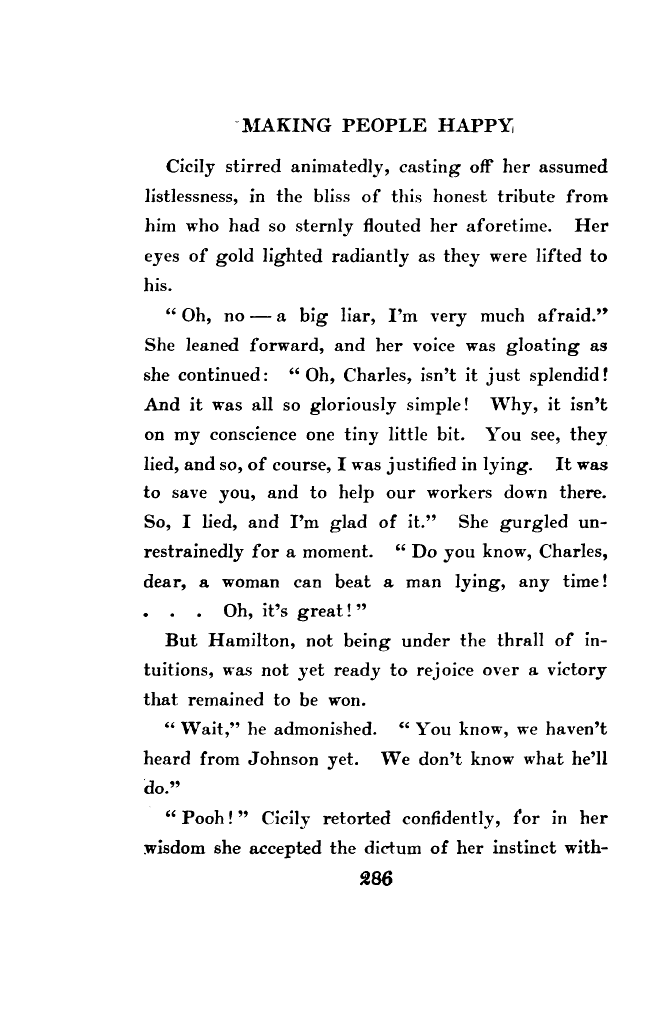 MAKING PEOPLE HAPPY
Cicily stirred animatedly, casting off her assumed
listlessness, in the bliss of this honest tribute from
him who had so sternly flouted her aforetime. Her
eyes of gold lighted radiantly as they were lifted to
his.
“ Oh, no — a big liar, I’m very much afraid.”
She leaned forward, and her voice was gloating as
she continued: “ Oh, Charles, isn’t it just splendid!
And it was all so gloriously simple! Why, it isn’t
on my conscience one tiny little bit. You see, they
lied, and so, of course, I was justified in lying. It was
to save you, and to help our workers down there.
So, I lied, and I’m glad of it.” She gurgled un-
restrainedly for a moment. “ Do you know, Charles,
dear, a woman can beat a man lying, any time!
. . . Oh, it’s great! ”
But Hamilton, not being under the thrall of in-
tuitions, was not yet ready to rejoice over a victory
that remained to be won.
“ Wait,” he admonished. “ You know, we haven’t
heard from Johnson yet. We don’t know what he’ll
do.”
“ Pooh! ” Cicily retorted confidently, for in her
wisdom she accepted the dictum of her instinct with-
286